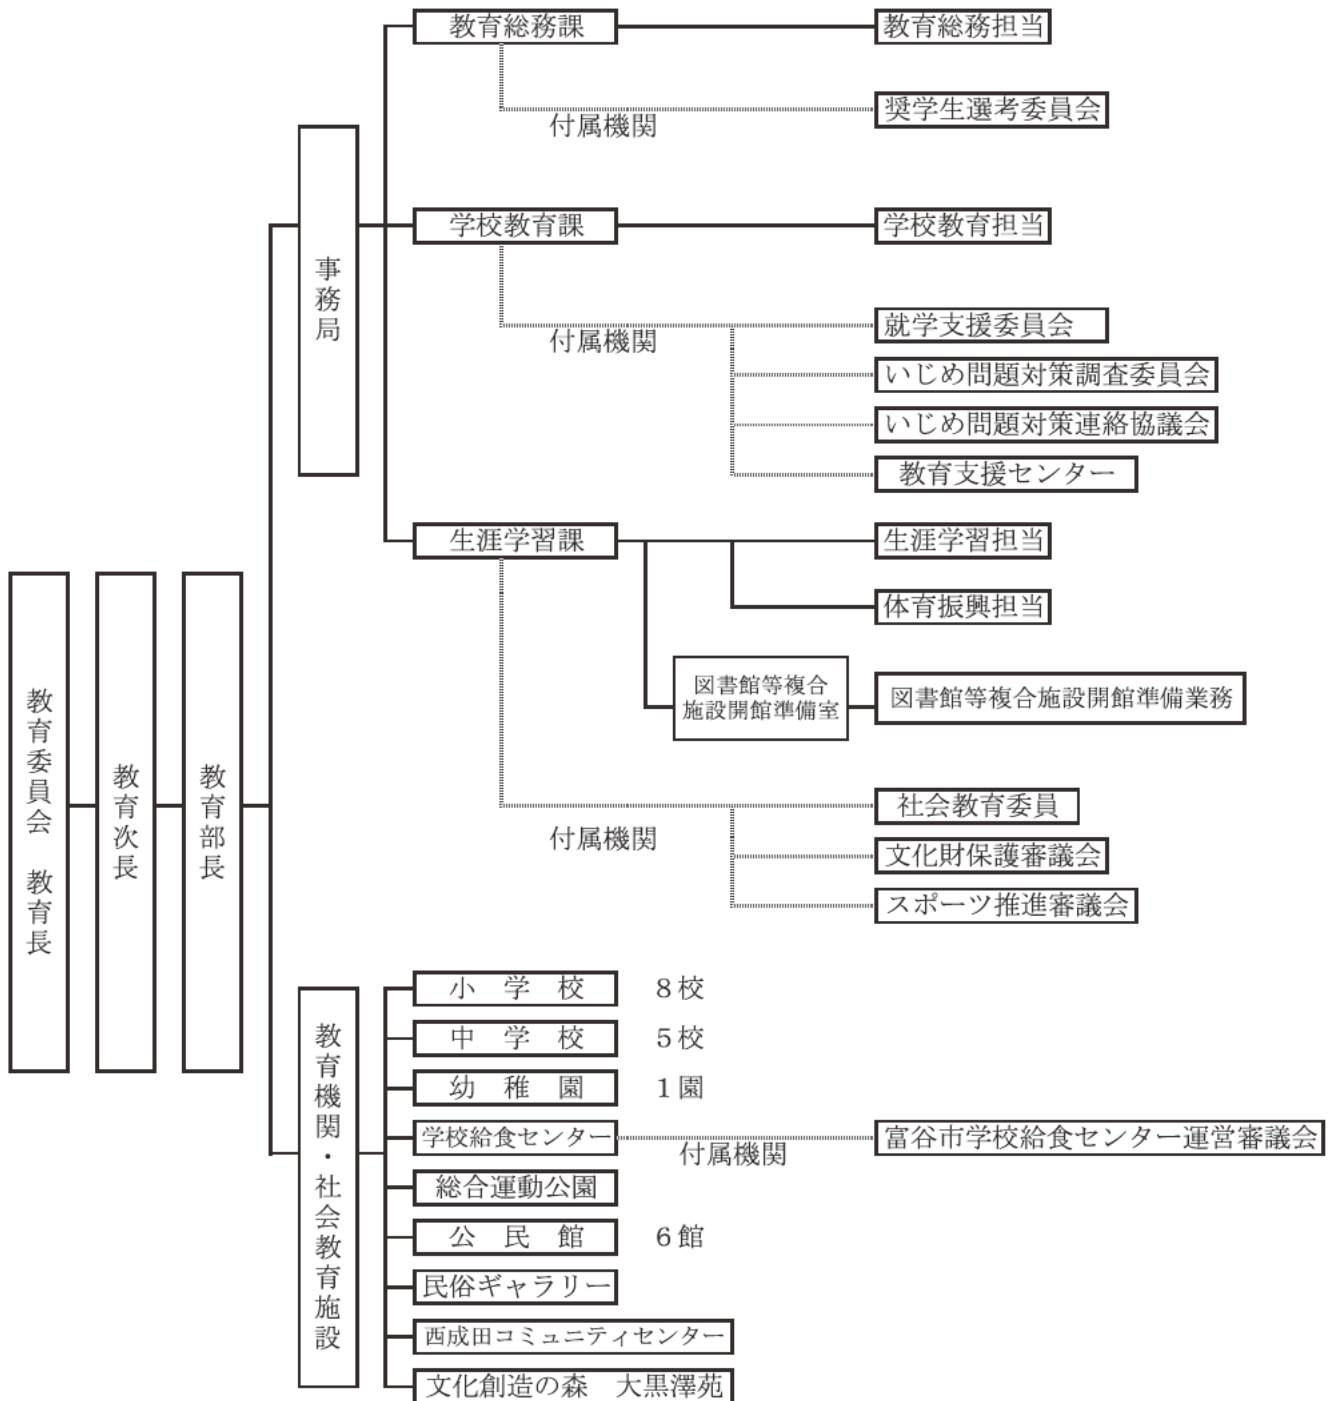 教育委員会　教育長
教育次長
教育部長
事務局
教育総務課
教育総務担当
付属機関
奨学生選考委員会
学校教育課
学校教育担当
付属機関
就学支援委員会
いじめ問題対策調査委員会
いじめ問題対策連絡協議会
教育支援センター
生涯学習課
生涯学習担当
体育振興担当
図書館等複合
施設開館準備室
図書館等複合施設開館準備業務
付属機関
社会教育委員
文化財保護審議会
スポーツ推進審議会
教育機関・社会教育施設
小　学　校　８校
中　学　校　５校
幼　稚　園　１園
学校給食センター
付属機関
富谷市学校給食センター運営審議会
総合運動公園
公　民　館　６館
民俗ギャラリー
西成田コミュニティセンター
文化創造の森　大黒澤苑